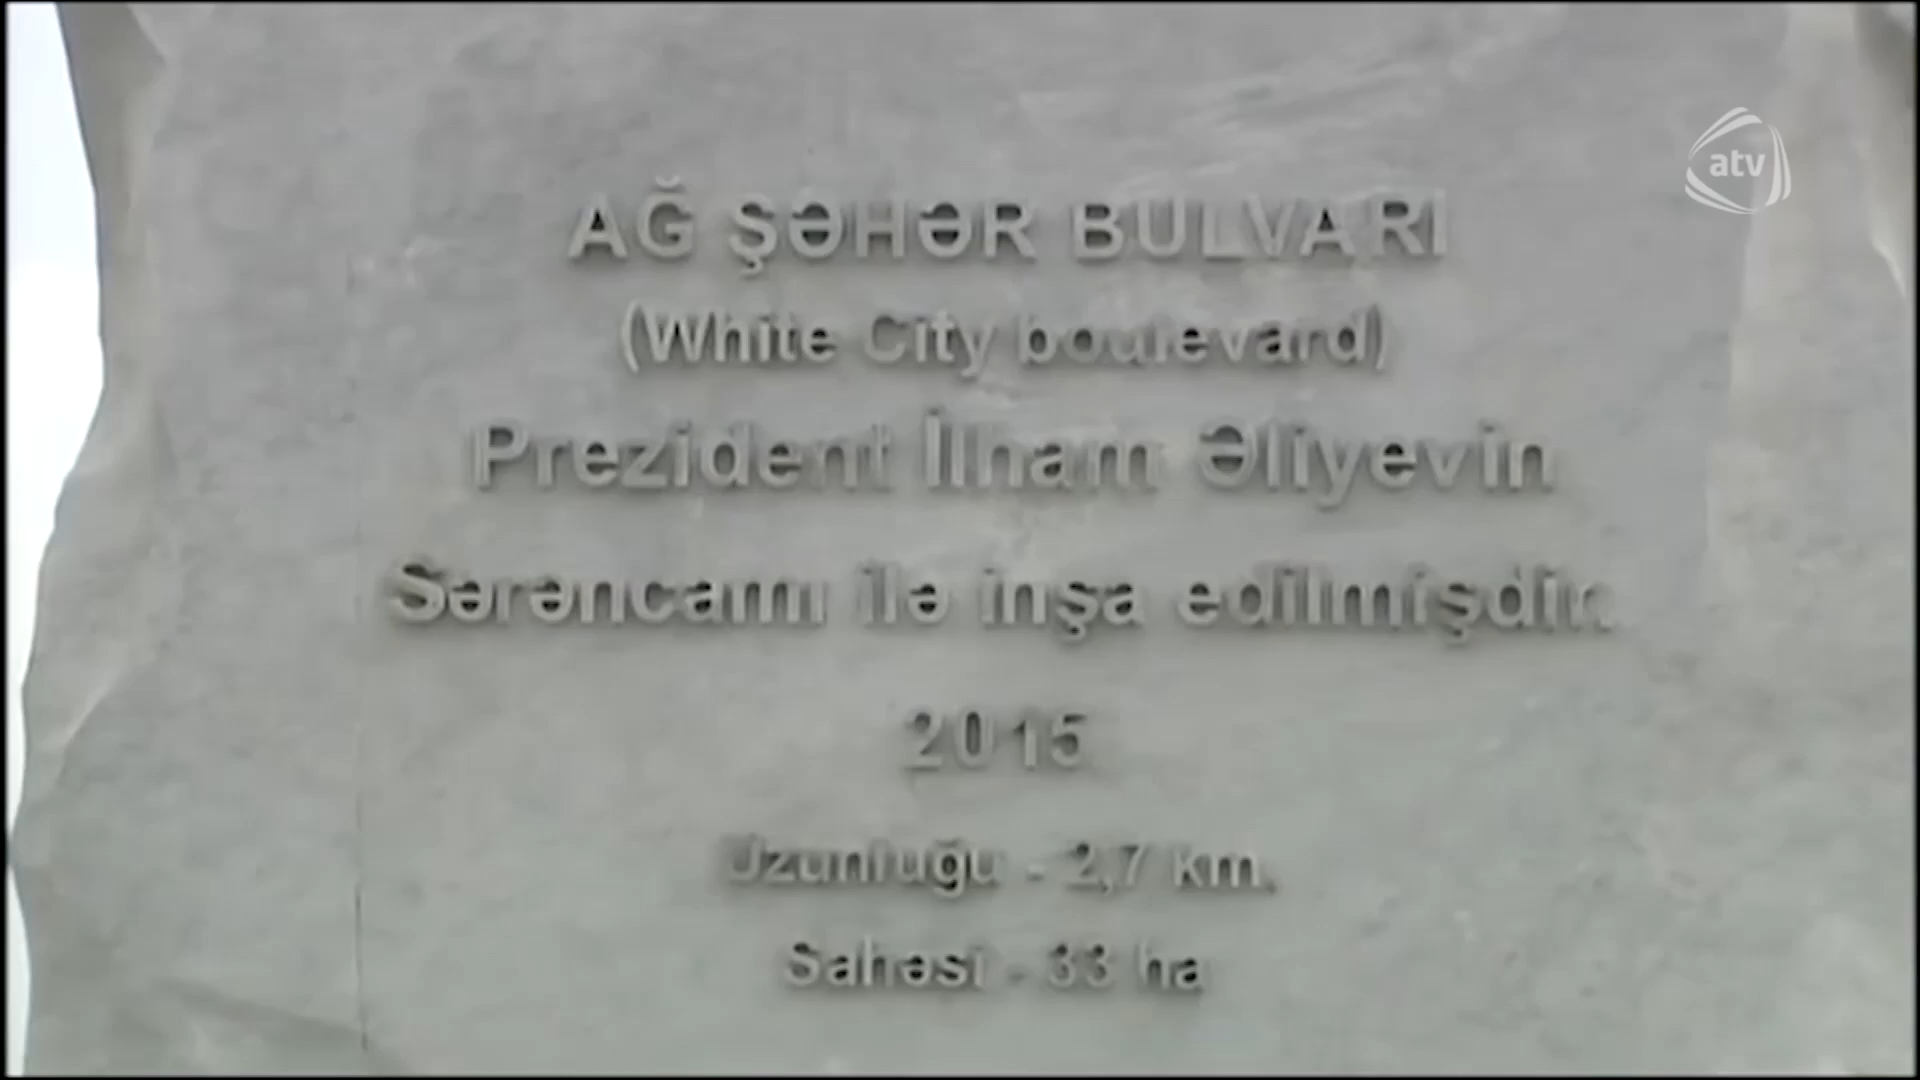 atv
AĞ ŞƏHƏR BULVARI
(White City boulevard)
Prezident İlham Əliyevin
Sərəncamı ilə inşa edilmişdir.
2015
Uzunluğu - 2,7 km.
Sahəsi - 33 ha